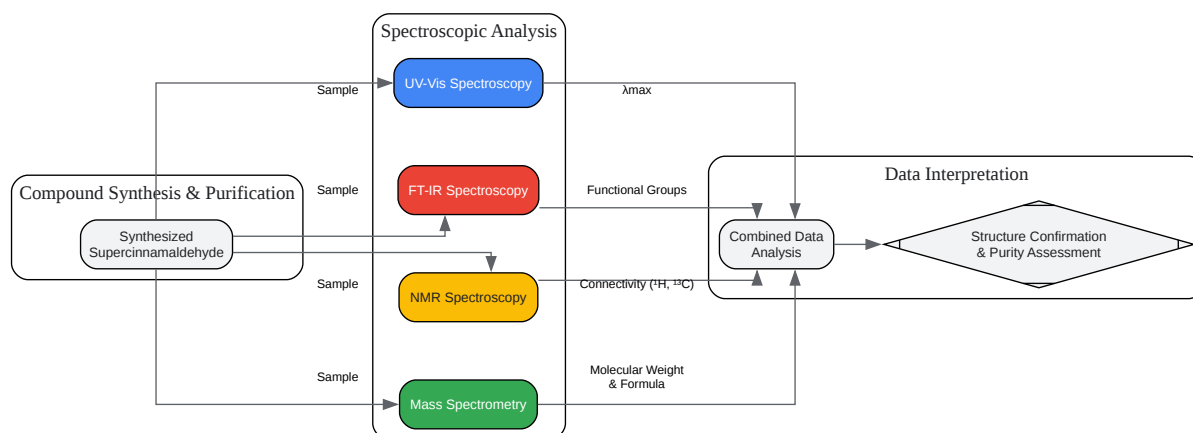 Spectroscopic Analysis
UV-Vis Spectroscopy
Sample
λmax
Compound Synthesis & Purification
Synthesized
Supercinnamaldehyde
Sample
FT-IR Spectroscopy
Functional Groups
Sample
NMR Spectroscopy
Connectivity (¹H, ¹³C)
Sample
Mass Spectrometry
Molecular Weight
& Formula
Data Interpretation
Combined Data
Analysis
Structure Confirmation
& Purity Assessment